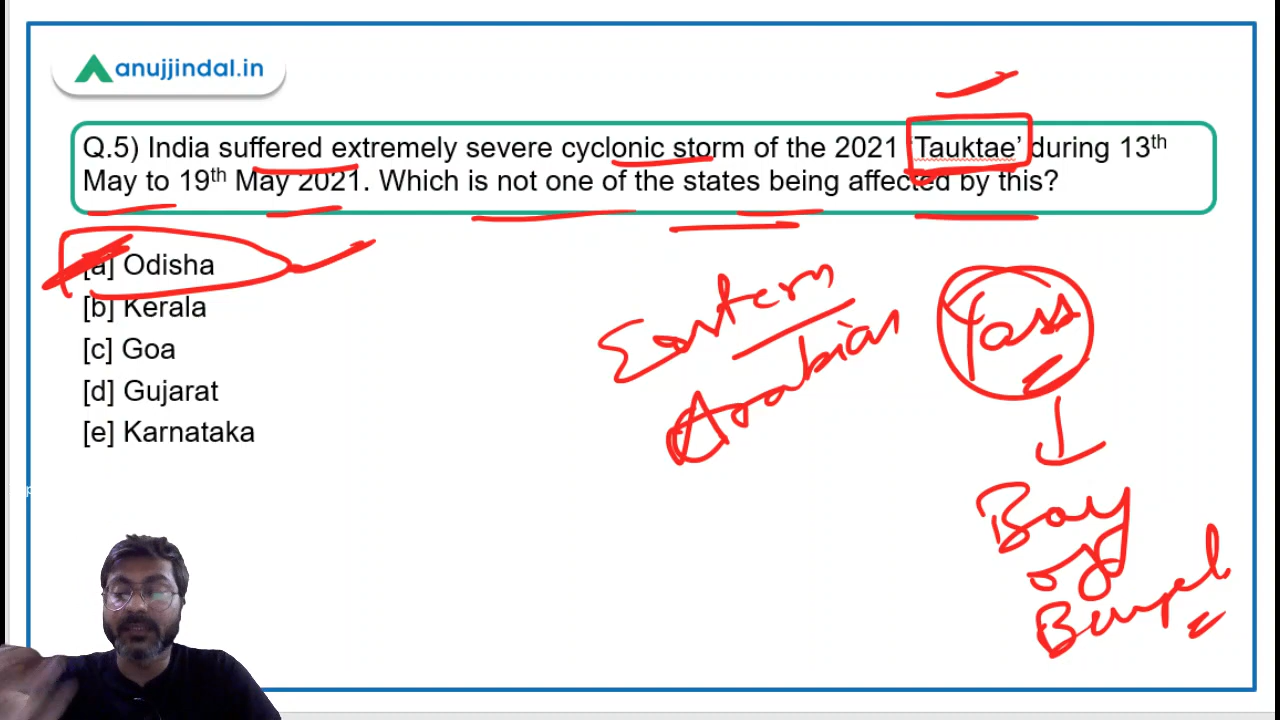 anujjindal.in
Q.5) India suffered extremely severe cyclonic storm of the 2021 ‘Tauktae’ during 13th
May to 19th May 2021. Which is not one of the states being affected by this?
[a] Odisha
[b] Kerala
[c] Goa
[d] Gujarat
[e] Karnataka
Eastern
Arabian
Yass
Bay
of
Bengal